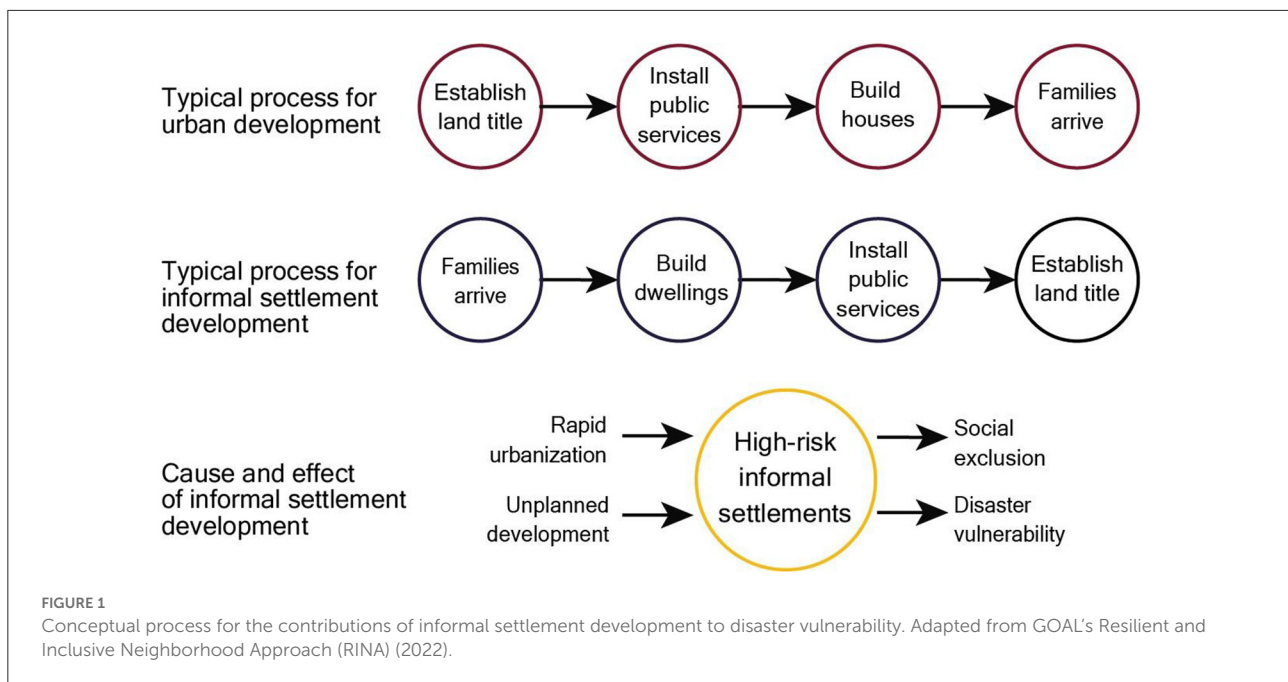 Typical process for
urban development
Establish
land title
Install
public
services
Build
houses
Families
arrive
Typical process for
informal settlement
development
Families
arrive
Build
dwellings
Install
public
services
Establish
land title
Cause and effect
of informal settlement
development
Rapid
urbanization
Unplanned
development
High-risk
informal
settlements
Social
exclusion
Disaster
vulnerability
FIGURE 1
Conceptual process for the contributions of informal settlement development to disaster vulnerability. Adapted from GOAL's Resilient and
Inclusive Neighborhood Approach (RINA) (2022).